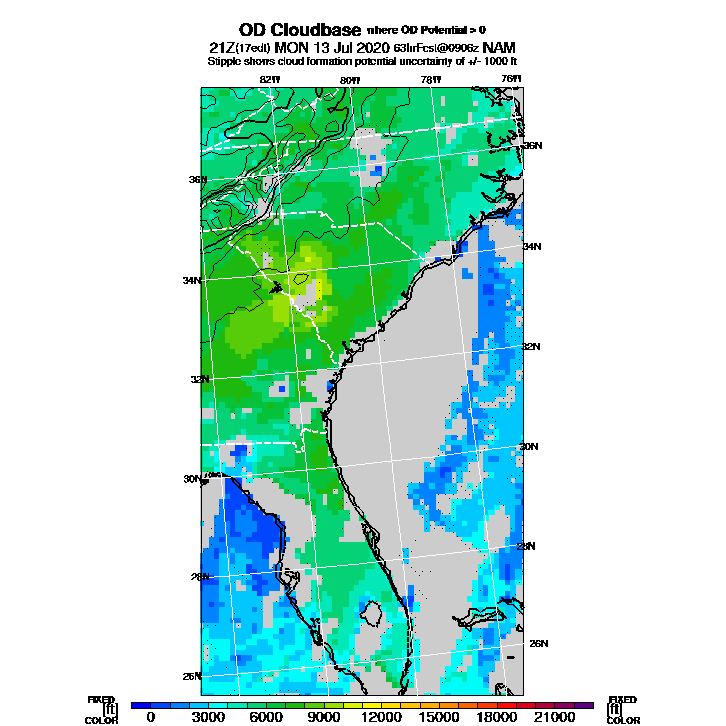 OD Cloudbase where OD Potential > 0
21Z(17edt) MON 13 Jul 2020 63hrFcst@0906z NAM
Stipple shows cloud formation potential uncertainty of +/- 1000 ft
82W 80W 78W 76W
36N
36N
34N
34N
32N
32N
30N
30N
28N
28N
26N
26N
FIXED FIXED
[ft] 0 3000 6000 9000 12000 15000 18000 21000 [ft]
COLOR COLOR